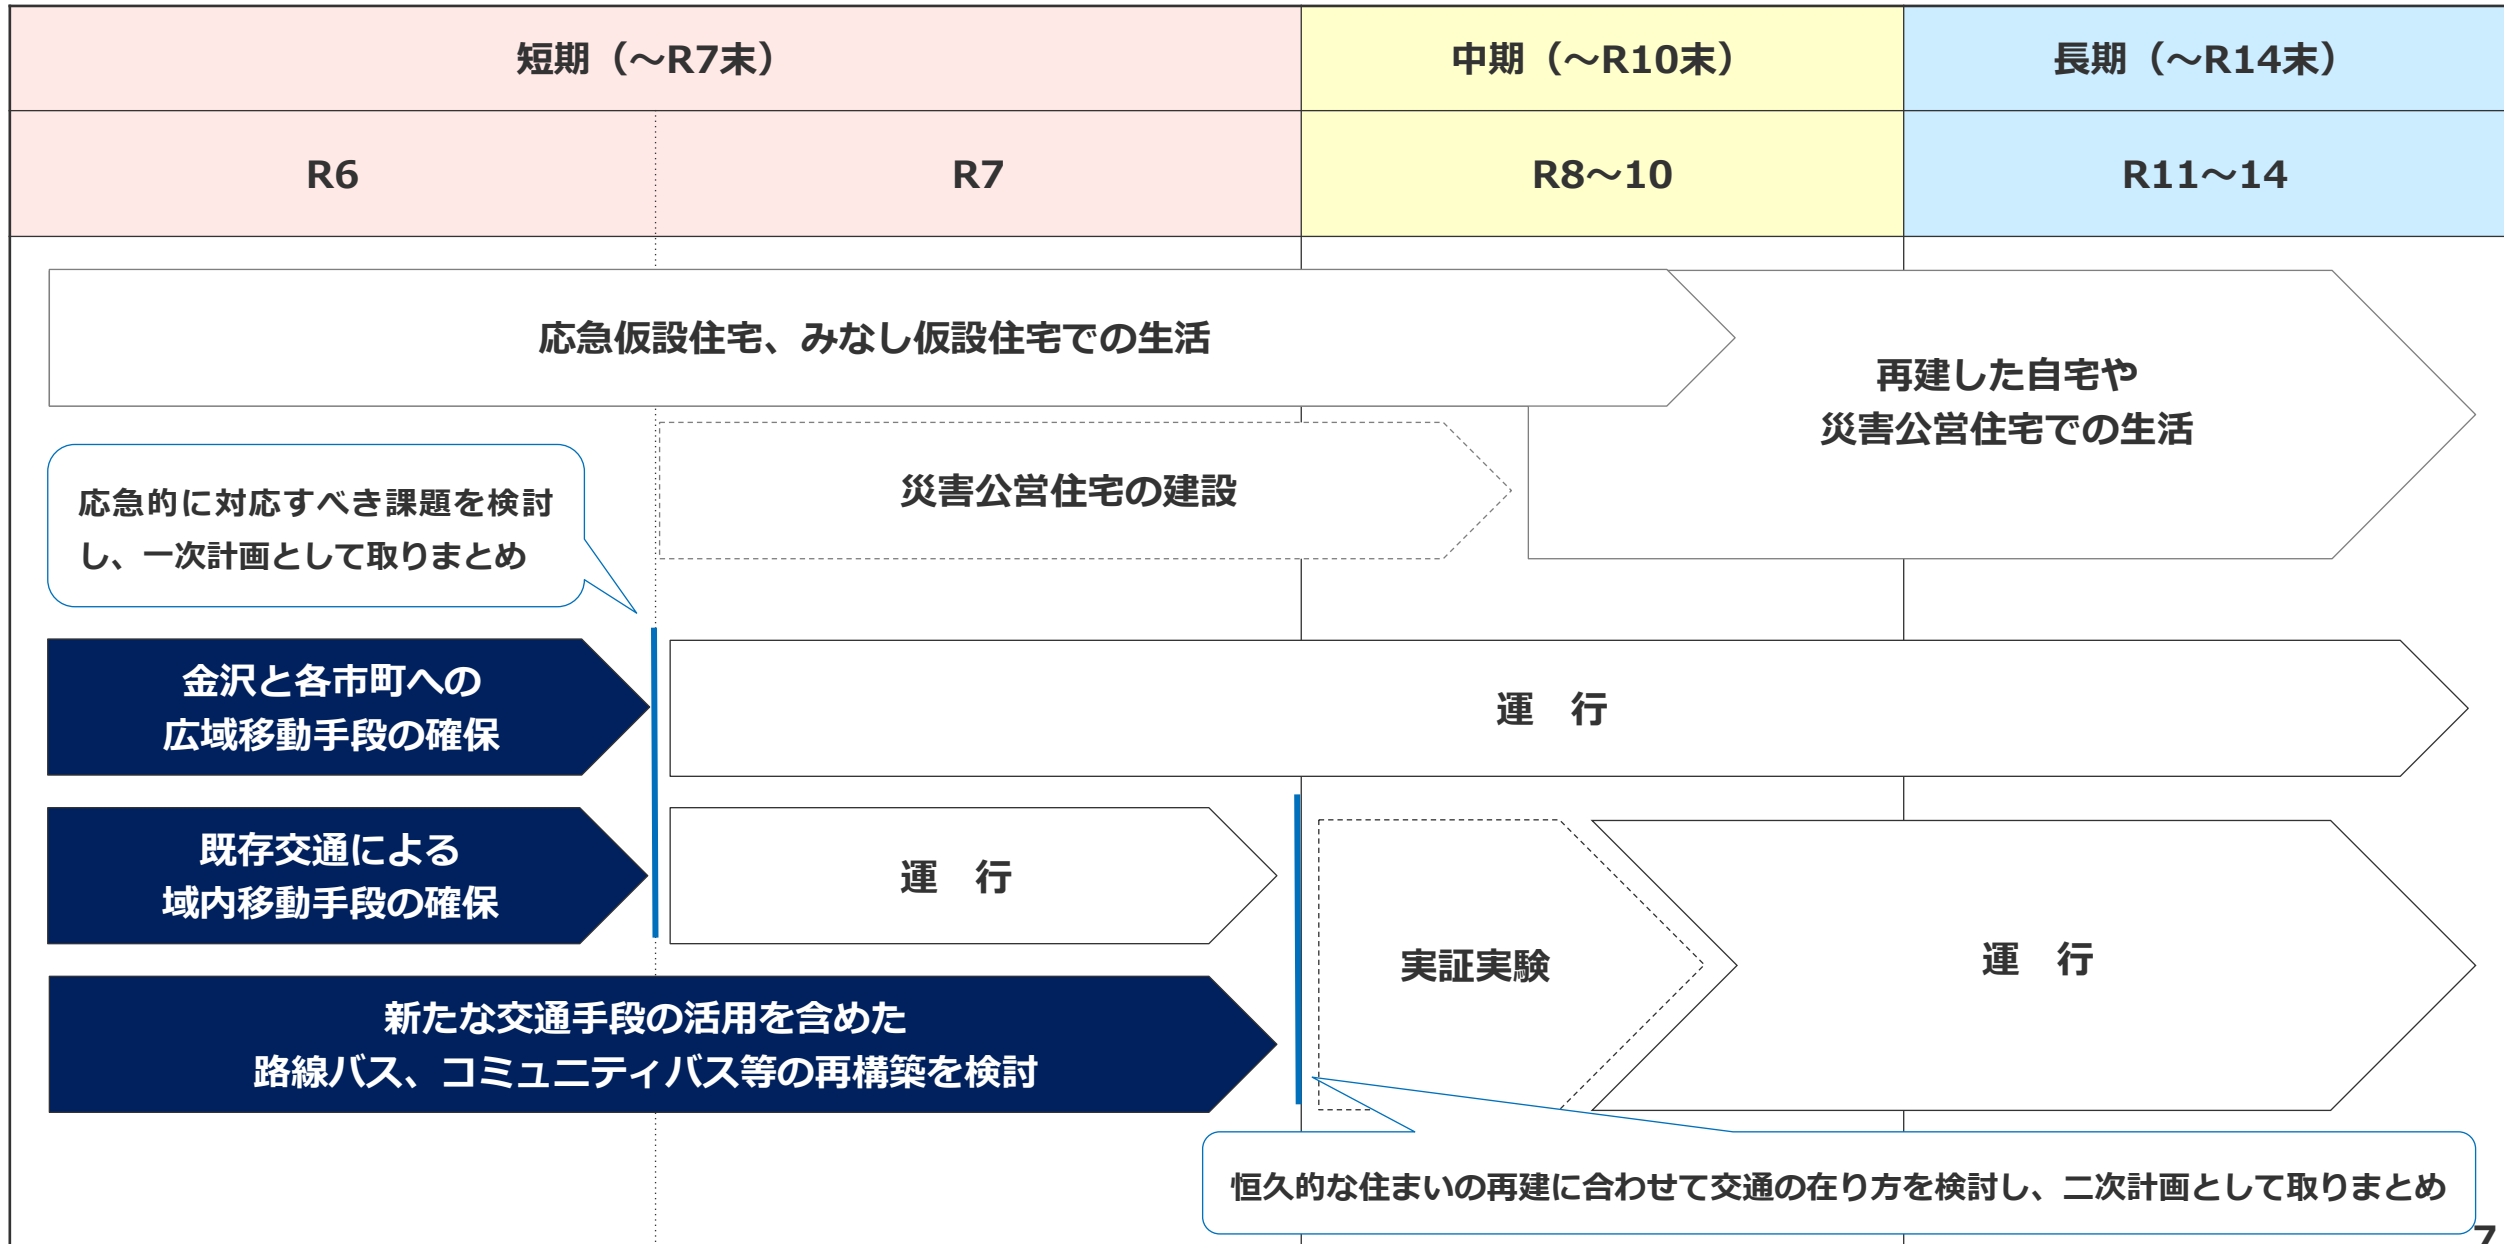 短期（～R7末）
中期（～R10末）
長期（～R14末）
R6
R7
R8～10
R11～14
応急仮設住宅、みなし仮設住宅での生活
再建した自宅や
災害公営住宅での生活
災害公営住宅の建設
応急的に対応すべき課題を検討
し、一次計画として取りまとめ
金沢と各市町への
広域移動手段の確保
運　行
既存交通による
域内移動手段の確保
運　行
実証実験
運　行
新たな交通手段の活用を含めた
路線バス、コミュニティバス等の再構築を検討
恒久的な住まいの再建に合わせて交通の在り方を検討し、二次計画として取りまとめ
7